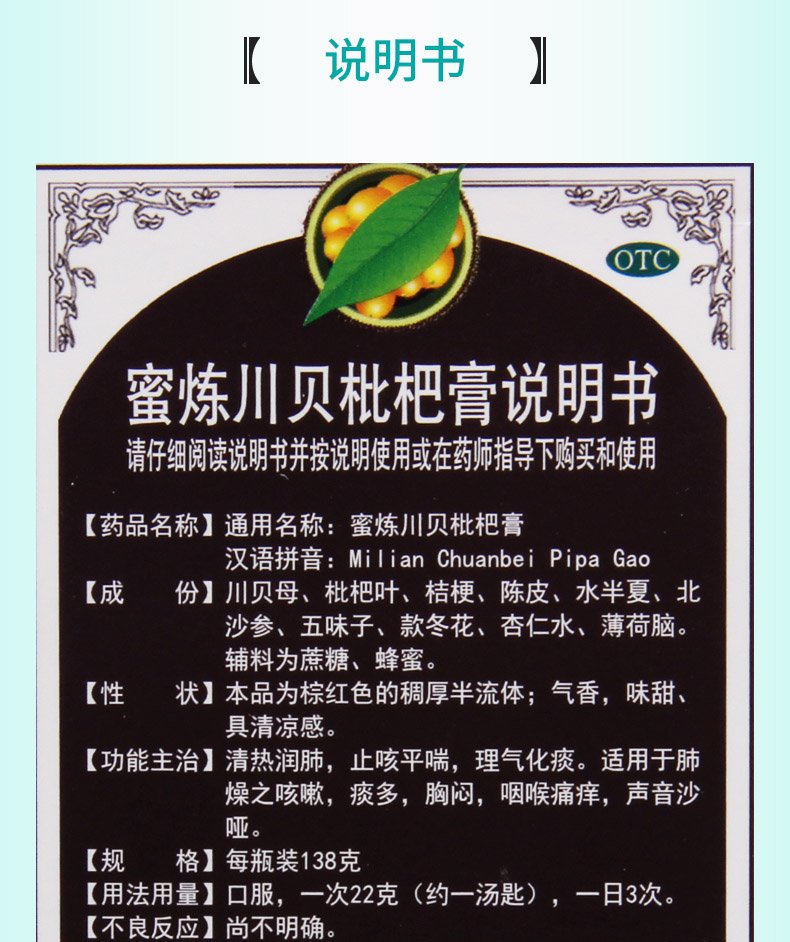 【 说明书 】
OTC
蜜炼川贝枇杷膏说明书
请仔细阅读说明书并按说明使用或在药师指导下购买和使用
【药品名称】通用名称：蜜炼川贝枇杷膏
汉语拼音：Milian Chuanbei Pipa Gao
【成　　份】川贝母、枇杷叶、桔梗、陈皮、水半夏、北
沙参、五味子、款冬花、杏仁水、薄荷脑。
辅料为蔗糖、蜂蜜。
【性　　状】本品为棕红色的稠厚半流体；气香，味甜、
具清凉感。
【功能主治】清热润肺，止咳平喘，理气化痰。适用于肺
燥之咳嗽，痰多，胸闷，咽喉痛痒，声音沙
哑。
【规　　格】每瓶装138克
【用法用量】口服，一次22克（约一汤匙），一日3次。
【不良反应】尚不明确。